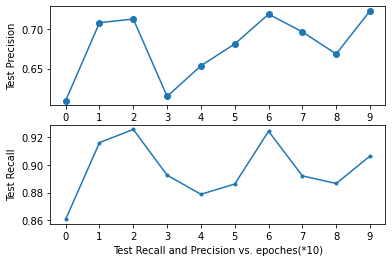 Test Precision
0.70
0.65
0 1 2 3 4 5 6 7 8 9
Test Recall
0.92
0.90
0.88
0.86
0 1 2 3 4 5 6 7 8 9
Test Recall and Precision vs. epoches(*10)